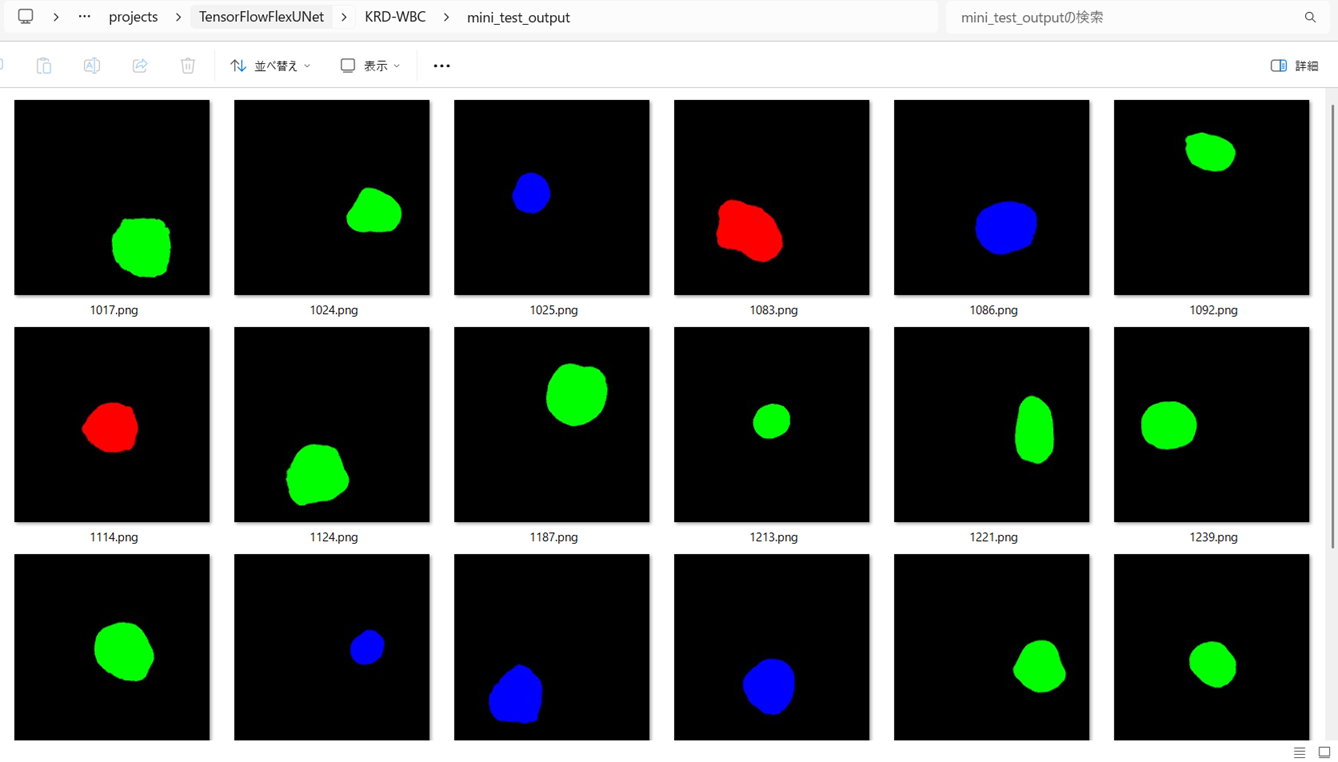 … projects TensorFlowFlexUNet KRD-WBC mini_test_output mini_test_outputの検索
並べ替え 表示 … 詳細
1017.png 1024.png 1025.png 1083.png 1086.png 1092.png
1114.png 1124.png 1187.png 1213.png 1221.png 1239.png